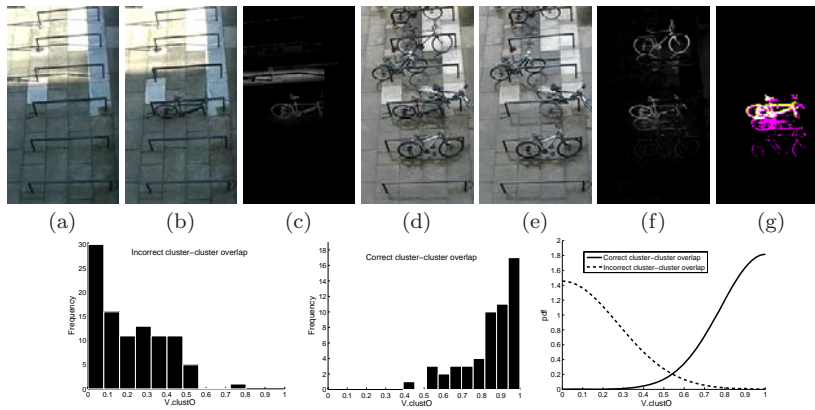 (a)
(b)
(c)
(d)
(e)
(f)
(g)
Incorrect cluster−cluster overlap
Frequency
30
25
20
15
10
5
0
0 0.1 0.2 0.3 0.4 0.5 0.6 0.7 0.8 0.9 1
V.clustO
Correct cluster−cluster overlap
Frequency
18
16
14
12
10
8
6
4
2
0
0 0.1 0.2 0.3 0.4 0.5 0.6 0.7 0.8 0.9 1
V.clustO
Correct cluster−cluster overlap
Incorrect cluster−cluster overlap
pdf
2
1.8
1.6
1.4
1.2
1
0.8
0.6
0.4
0.2
0
0 0.1 0.2 0.3 0.4 0.5 0.6 0.7 0.8 0.9 1
V.clustO